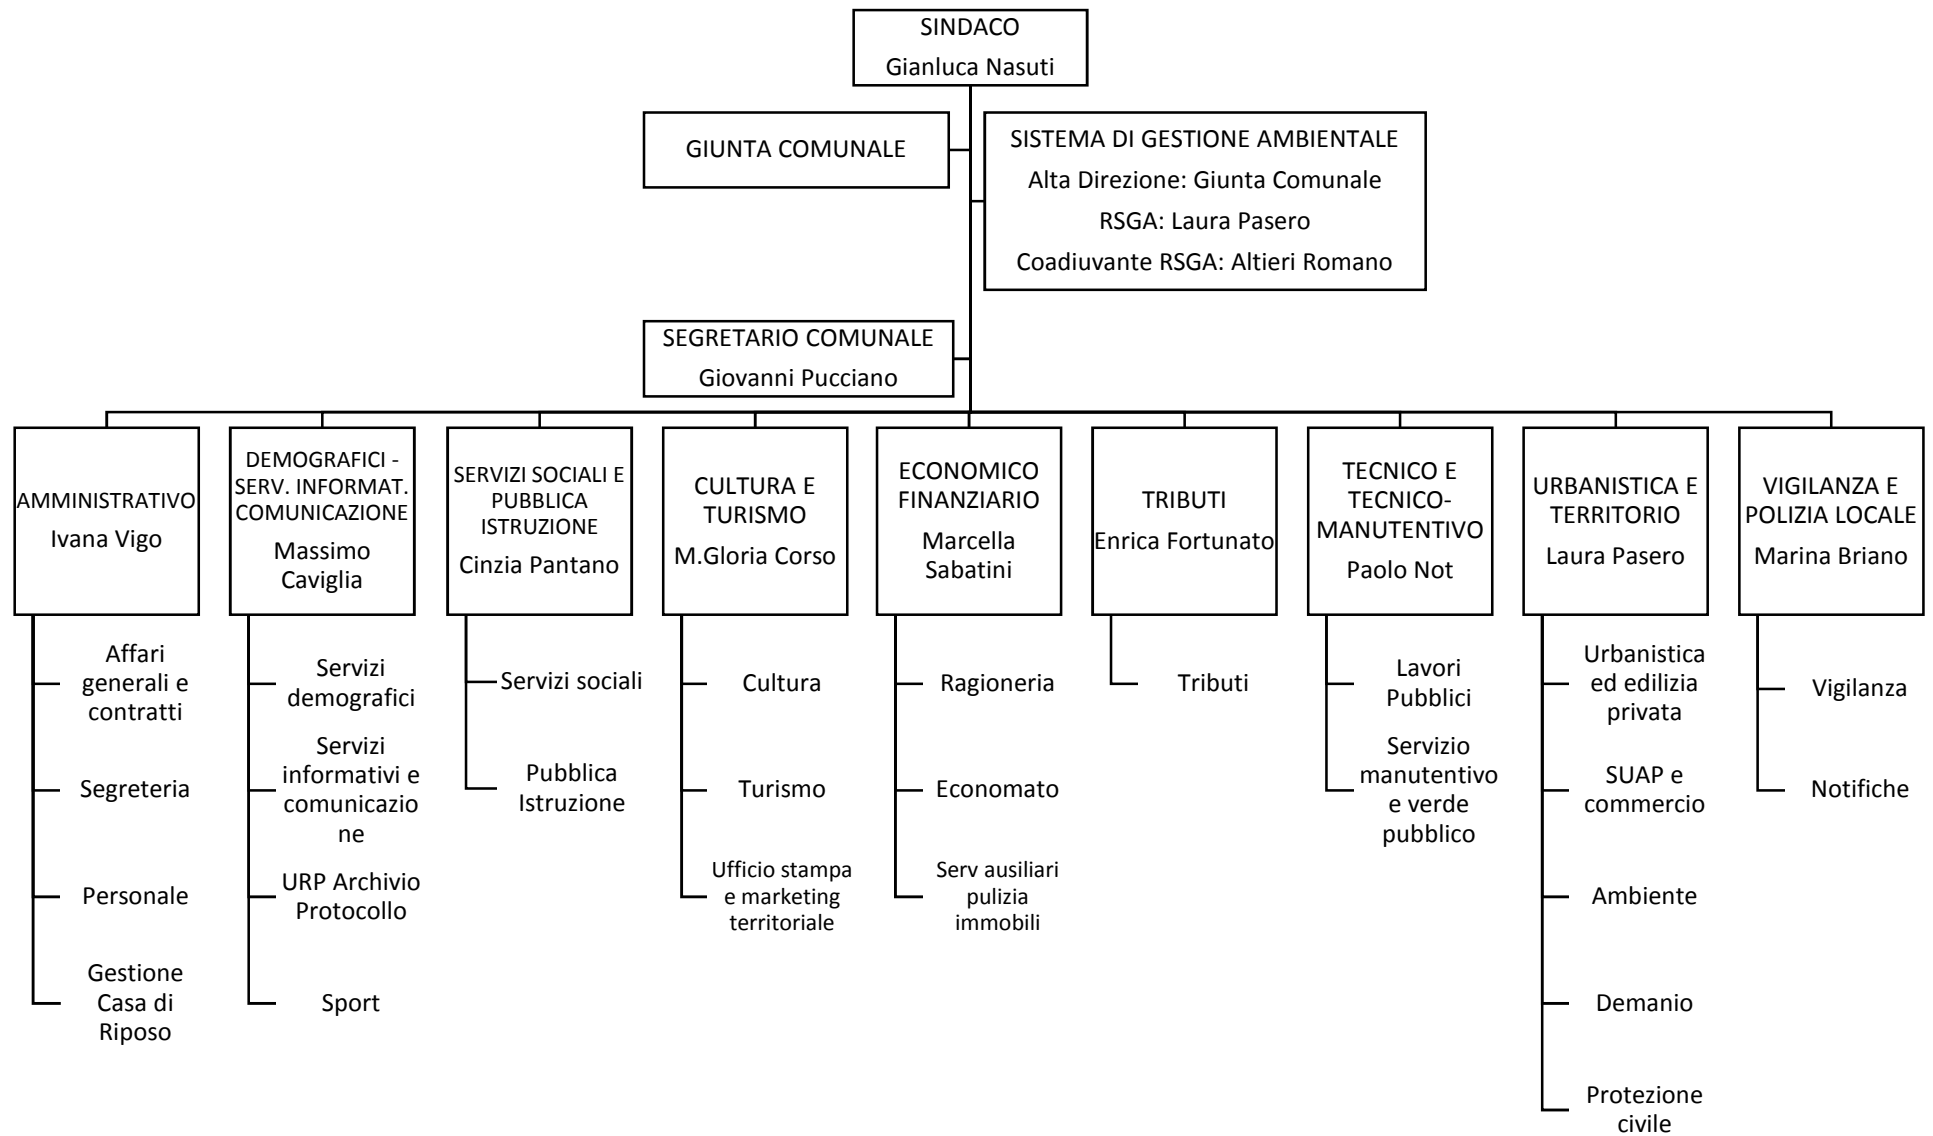 SINDACO
Gianluca Nasuti
GIUNTA COMUNALE
SISTEMA DI GESTIONE AMBIENTALE
Alta Direzione: Giunta Comunale
RSGA: Laura Pasero
Coadiuvante RSGA: Altieri Romano
SEGRETARIO COMUNALE
Giovanni Pucciano
AMMINISTRATIVO
Ivana Vigo
Affari
generali e
contratti
Segreteria
Personale
Gestione
Casa di
Riposo
DEMOGRAFICI -
SERV. INFORMAT.
COMUNICAZIONE
Massimo
Caviglia
Servizi
demografici
Servizi
informativi e
comunicazio
ne
URP Archivio
Protocollo
Sport
SERVIZI SOCIALI E
PUBBLICA
ISTRUZIONE
Cinzia Pantano
Servizi sociali
Pubblica
Istruzione
CULTURA E
TURISMO
M.Gloria Corso
Cultura
Turismo
Ufficio stampa
e marketing
territoriale
ECONOMICO
FINANZIARIO
Marcella
Sabatini
Ragioneria
Economato
Serv ausiliari
pulizia
immobili
TRIBUTI
Enrica Fortunato
Tributi
TECNICO E
TECNICO-
MANUTENTIVO
Paolo Not
Lavori
Pubblici
Servizio
manutentivo
e verde
pubblico
URBANISTICA E
TERRITORIO
Laura Pasero
Urbanistica
ed edilizia
privata
SUAP e
commercio
Ambiente
Demanio
Protezione
civile
VIGILANZA E
POLIZIA LOCALE
Marina Briano
Vigilanza
Notifiche